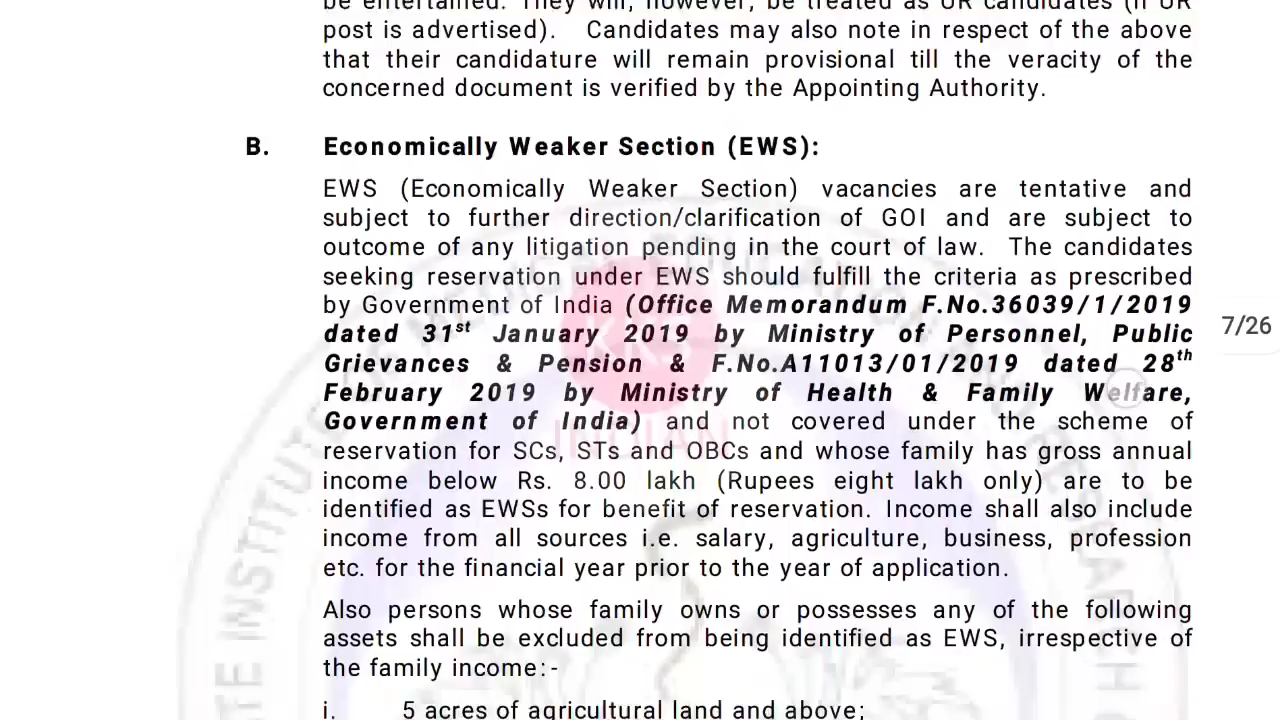 be entertained. They will, however, be treated as UR candidates (if UR
post is advertised). Candidates may also note in respect of the above
that their candidature will remain provisional till the veracity of the
concerned document is verified by the Appointing Authority.
B. Economically Weaker Section (EWS):
EWS (Economically Weaker Section) vacancies are tentative and
subject to further direction/clarification of GOI and are subject to
outcome of any litigation pending in the court of law. The candidates
seeking reservation under EWS should fulfill the criteria as prescribed
by Government of India (Office Memorandum F.No.36039/1/2019
dated 31st January 2019 by Ministry of Personnel, Public
7/26
Grievances & Pension & F.No.A11013/01/2019 dated 28th
February 2019 by Ministry of Health & Family Welfare,
Government of India) and not covered under the scheme of
reservation for SCs, STs and OBCs and whose family has gross annual
income below Rs. 8.00 lakh (Rupees eight lakh only) are to be
identified as EWSs for benefit of reservation. Income shall also include
income from all sources i.e. salary, agriculture, business, profession
etc. for the financial year prior to the year of application.
Also persons whose family owns or possesses any of the following
assets shall be excluded from being identified as EWS, irrespective of
the family income:-
i. 5 acres of agricultural land and above;
INDIAN